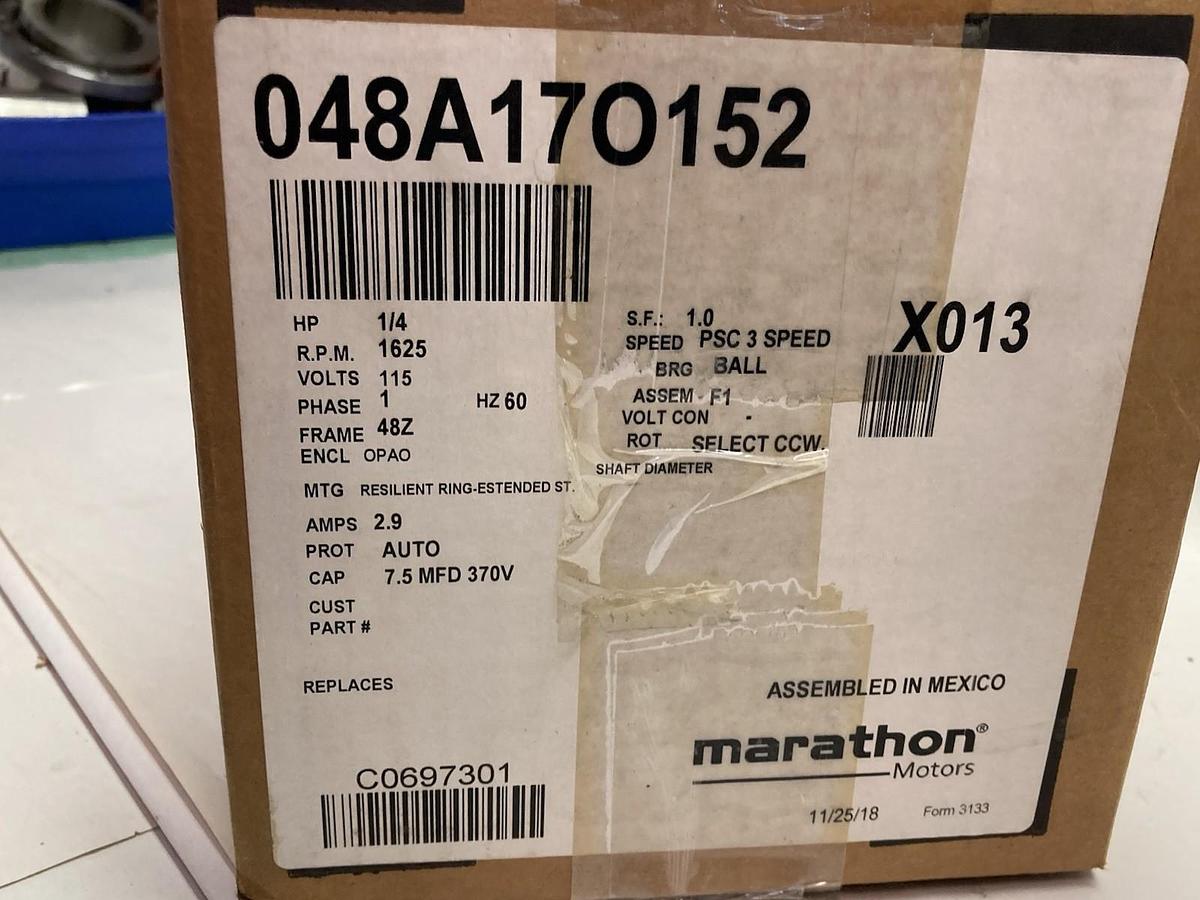 048A17O152
HP 1/4
R.P.M. 1625
VOLTS 115
PHASE 1 HZ 60
FRAME 48Z
ENCL OPAO
MTG RESILIENT RING-ESTENDED ST.
AMPS 2.9
PROT AUTO
CAP 7.5 MFD 370V
CUST
PART #
REPLACES
C0697301
S.F.: 1.0
SPEED PSC 3 SPEED
BRG BALL
ASSEM F1
VOLT CON -
ROT SELECT CCW.
SHAFT DIAMETER
X013
ASSEMBLED IN MEXICO
marathon®
Motors
11/25/18 Form 3133